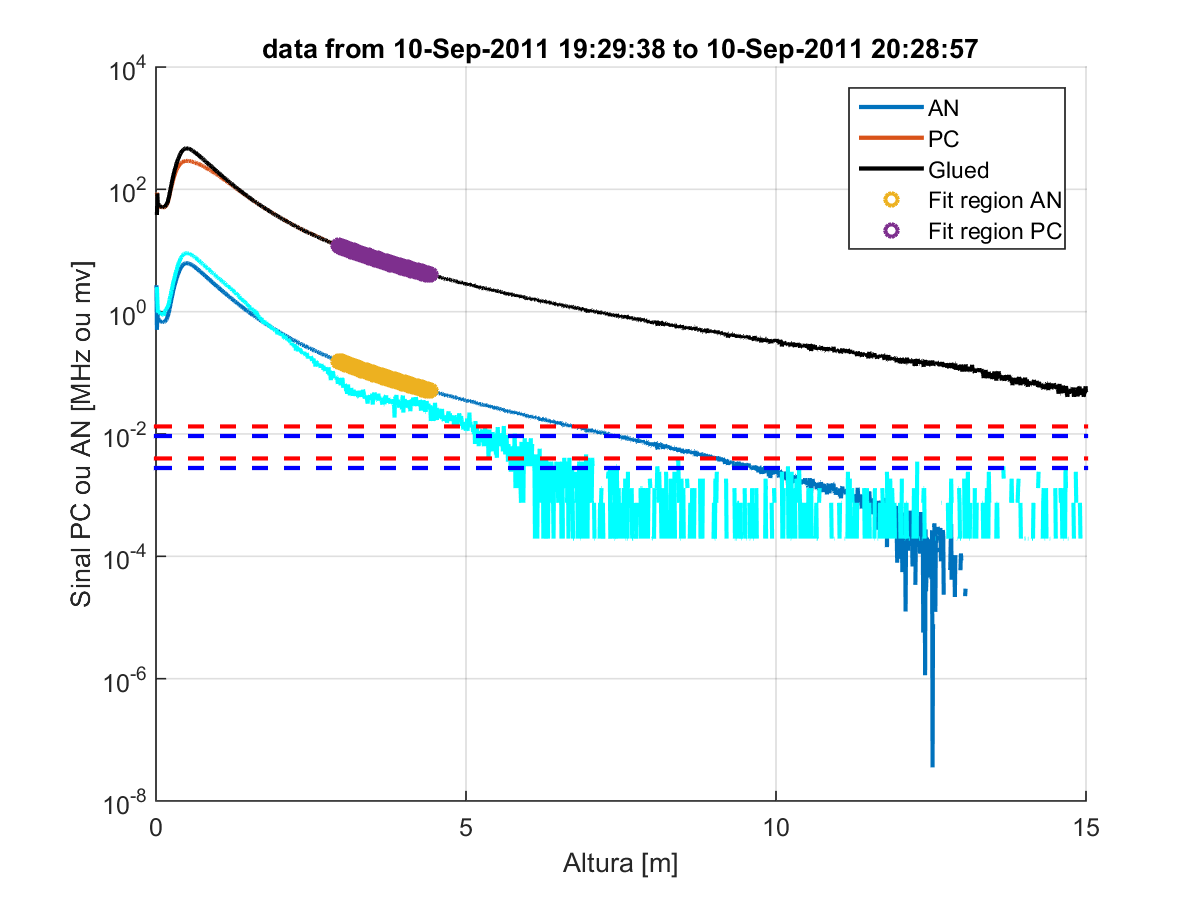 data from 10-Sep-2011 19:29:38 to 10-Sep-2011 20:28:57
Sinal PC ou AN [MHz ou mv]
10^4
10^2
10^0
10^-2
10^-4
10^-6
10^-8
AN
PC
Glued
Fit region AN
Fit region PC
0 5 10 15
Altura [m]